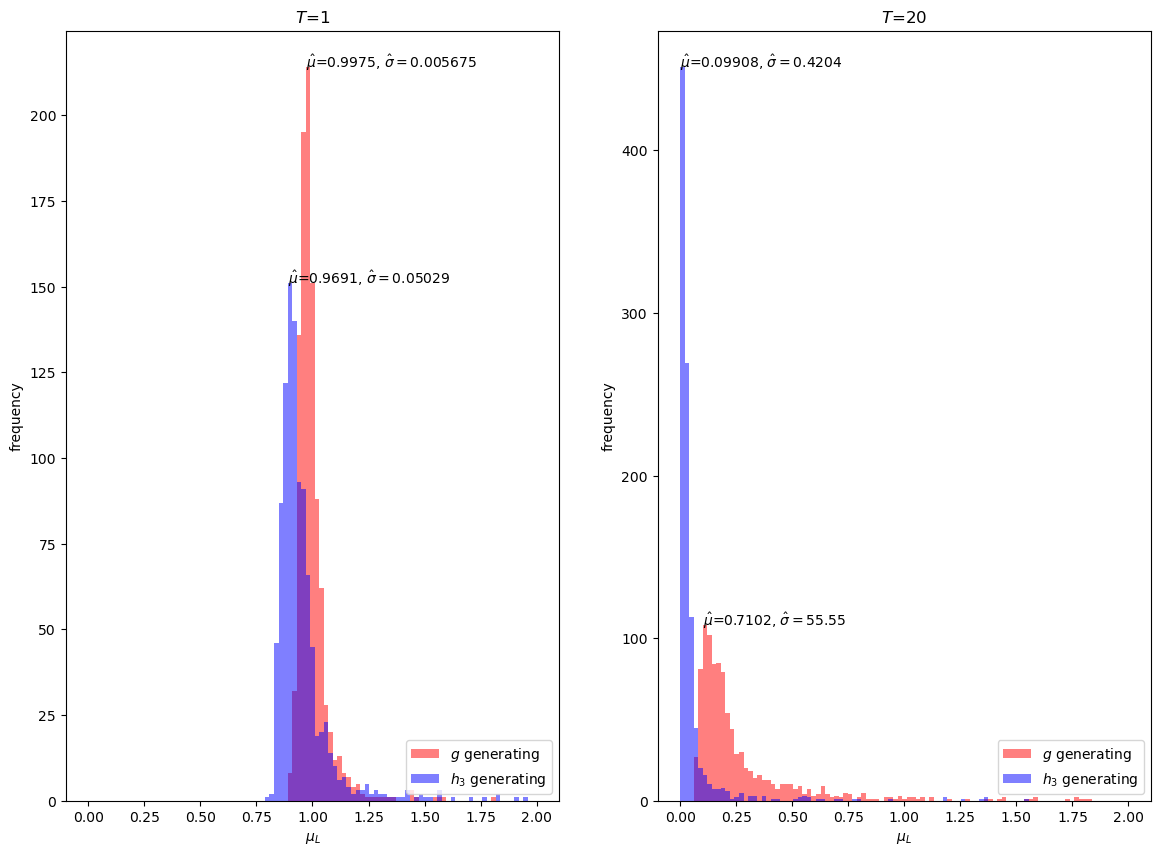 T=1
μ̂=0.9975, σ̂ = 0.005675
μ̂=0.9691, σ̂ = 0.05029
frequency
200
175
150
125
100
75
50
25
0
0.00 0.25 0.50 0.75 1.00 1.25 1.50 1.75 2.00
μ_L
g generating
h₃ generating
T=20
μ̂=0.09908, σ̂ = 0.4204
μ̂=0.7102, σ̂ = 55.55
frequency
400
300
200
100
0
0.00 0.25 0.50 0.75 1.00 1.25 1.50 1.75 2.00
μ_L
g generating
h₃ generating